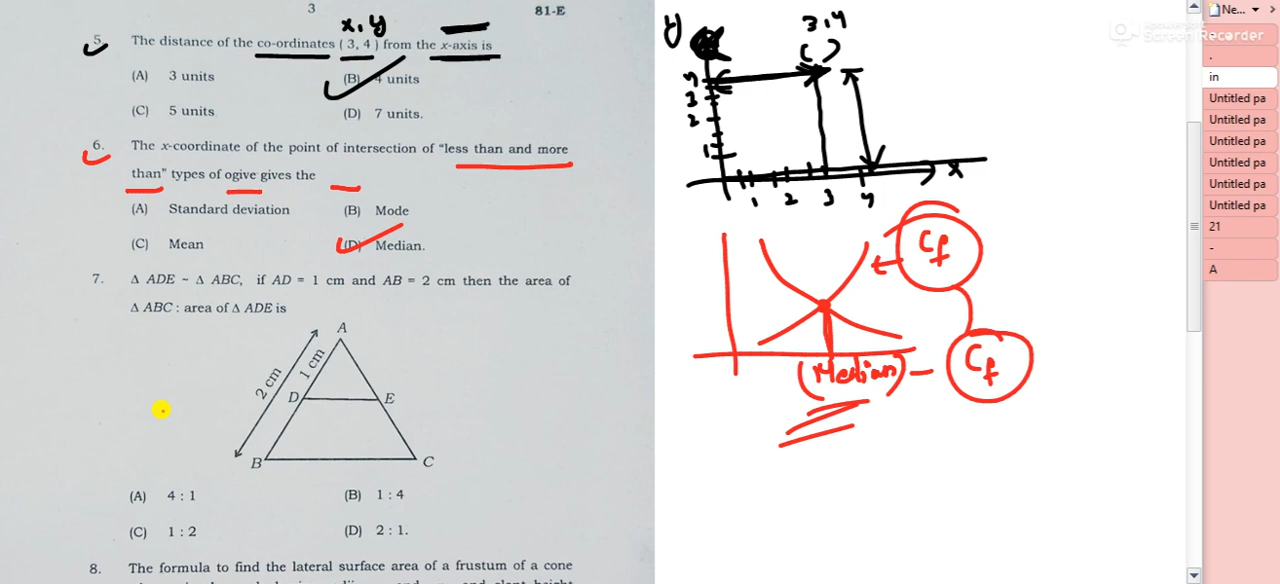 3
81-E
x, y
5. The distance of the co-ordinates ( 3, 4 ) from the x-axis is
(A) 3 units
(B) 4 units
(C) 5 units
(D) 7 units.
6. The x-coordinate of the point of intersection of “less than and more
than” types of ogive gives the
(A) Standard deviation
(B) Mode
(C) Mean
(D) Median.
7. Δ ADE ~ Δ ABC, if AD = 1 cm and AB = 2 cm then the area of
Δ ABC : area of Δ ADE is
A
2 cm
1 cm
D
E
B
C
(A) 4 : 1
(B) 1 : 4
(C) 1 : 2
(D) 2 : 1.
8. The formula to find the lateral surface area of a frustum of a cone
y
3, 4
( )
4
3
2
1
1 2 3 4
x
Cf
(Median) – Cf
Screen Recorder
Ne...
.
in
Untitled pa
Untitled pa
Untitled pa
Untitled pa
Untitled pa
Untitled pa
21
-
A